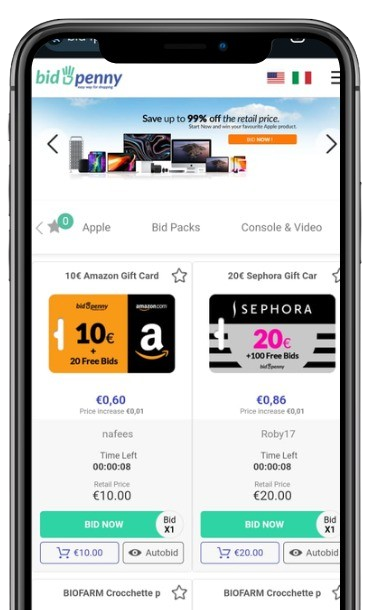 bid penny
easy way for shopping
Save up to 99% off the retail price.
Start Now and win your favourite Apple product.
BID NOW!
0
Apple
Bid Packs
Console & Video
10€ Amazon Gift Card
20€ Sephora Gift Car
bid penny
amazon.com
10€
+
20 Free Bids
a
SEPHORA
20€
+100 Free Bids
bid penny
€0,60
Price increase €0,01
€0,86
Price increase €0,01
nafees
Roby17
Time Left
00:00:08
Time Left
00:00:08
Retail Price
€10.00
Retail Price
€20.00
BID NOW
Bid
X1
BID NOW
Bid
X1
€10.00
Autobid
€20.00
Autobid
BIOFARM Crocchette p
BIOFARM Crocchette p